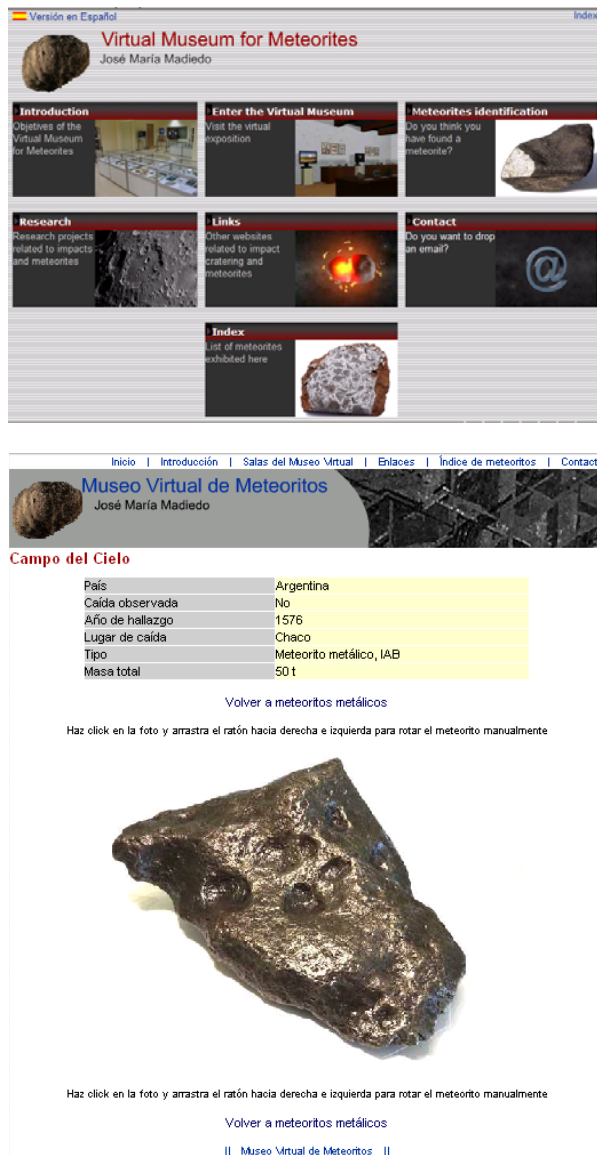 Versión en Español
Index
Virtual Museum for Meteorites
José María Madiedo
Introduction
Objetives of the
Virtual Museum
for Meteorites
Enter the Virtual Museum
Visit the virtual
exposition
Meteorites identification
Do you think you
have found a
meteorite?
Research
Research projects
related to impacts
and meteorites
Links
Other websites
related to impact
cratering and
meteorites
Contact
Do you want to drop
an email?
@
Index
List of meteorites
exhibited here
Inicio | Introducción | Salas del Museo Virtual | Enlaces | Índice de meteoritos | Contact
Museo Virtual de Meteoritos
José María Madiedo
Campo del Cielo
País Argentina
Caída observada No
Año de hallazgo 1576
Lugar de caída Chaco
Tipo Meteorito metálico, IAB
Masa total 50 t
Volver a meteoritos metálicos
Haz click en la foto y arrastra el ratón hacia derecha e izquierda para rotar el meteorito manualmente
Haz click en la foto y arrastra el ratón hacia derecha e izquierda para rotar el meteorito manualmente
Volver a meteoritos metálicos
|| Museo Virtual de Meteoritos ||